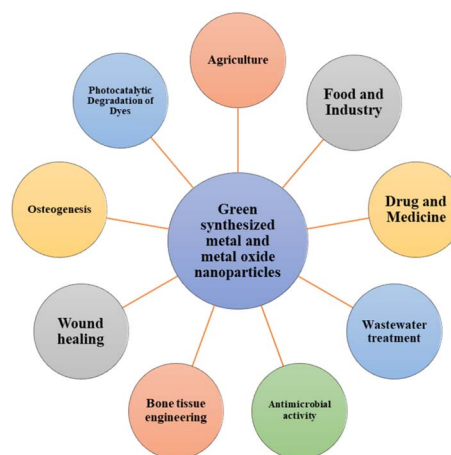 Agriculture
Food and
Industry
Drug and
Medicine
Wastewater
treatment
Antimicrobial
activity
Bone tissue
engineering
Wound
healing
Osteogenesis
Photocatalytic
Degradation of
Dyes
Green
synthesized
metal and
metal oxide
nanoparticles